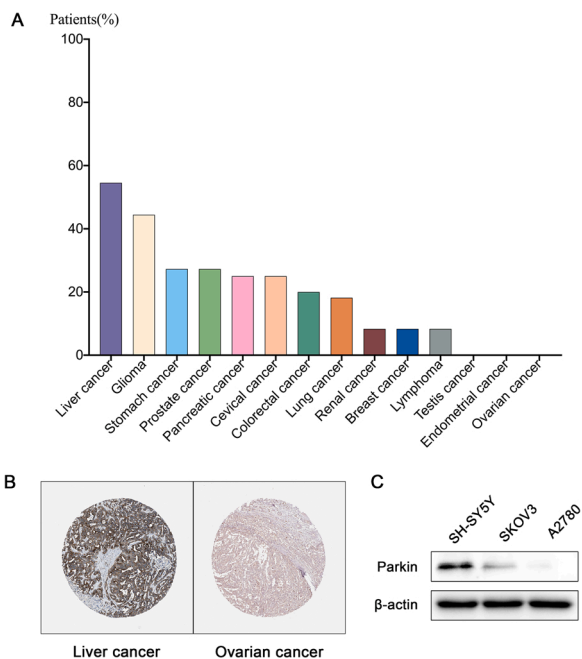 A
Patients(%)
100
80
60
40
20
0
Liver cancer
Glioma
Stomach cancer
Prostate cancer
Pancreatic cancer
Cevical cancer
Colorectal cancer
Lung cancer
Renal cancer
Breast cancer
Lymphoma
Testis cancer
Endometrial cancer
Ovarian cancer
B
Liver cancer
Ovarian cancer
C
SH-SY5Y
SKOV3
A2780
Parkin
β-actin